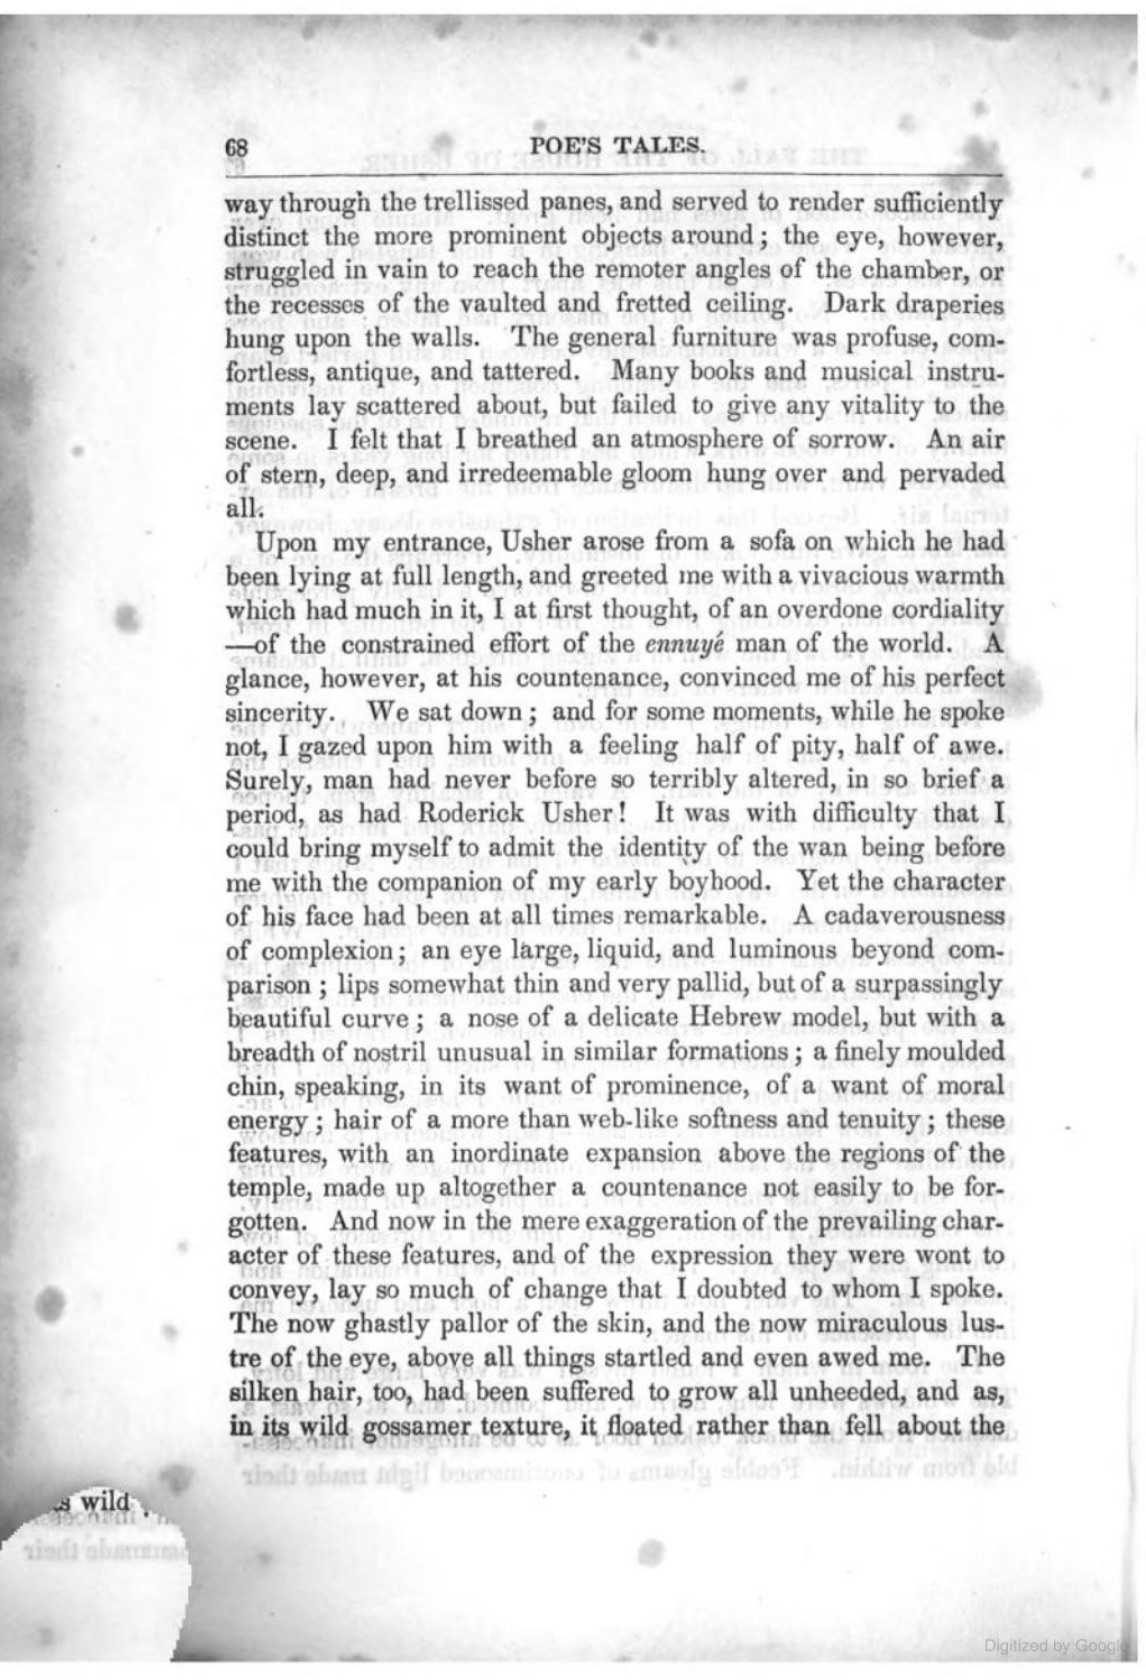 68 POE'S TALES.
way through the trellissed panes, and served to render sufficiently
distinct the more prominent objects around ; the eye, however,
struggled in vain to reach the remoter angles of the chamber, or
the recesses of the vaulted and fretted ceiling. Dark draperies
hung upon the walls. The general furniture was profuse, com-
fortless, antique, and tattered. Many books and musical instru-
ments lay scattered about, but failed to give any vitality to the
scene. I felt that I breathed an atmosphere of sorrow. An air
of stern, deep, and irredeemable gloom hung over and pervaded
all.
Upon my entrance, Usher arose from a sofa on which he had
been lying at full length, and greeted me with a vivacious warmth
which had much in it, I at first thought, of an overdone cordiality
—of the constrained effort of the ennuyé man of the world. A
glance, however, at his countenance, convinced me of his perfect
sincerity. We sat down ; and for some moments, while he spoke
not, I gazed upon him with a feeling half of pity, half of awe.
Surely, man had never before so terribly altered, in so brief a
period, as had Roderick Usher ! It was with difficulty that I
could bring myself to admit the identity of the wan being before
me with the companion of my early boyhood. Yet the character
of his face had been at all times remarkable. A cadaverousness
of complexion ; an eye large, liquid, and luminous beyond com-
parison ; lips somewhat thin and very pallid, but of a surpassingly
beautiful curve ; a nose of a delicate Hebrew model, but with a
breadth of nostril unusual in similar formations ; a finely moulded
chin, speaking, in its want of prominence, of a want of moral
energy ; hair of a more than web-like softness and tenuity ; these
features, with an inordinate expansion above the regions of the
temple, made up altogether a countenance not easily to be for-
gotten. And now in the mere exaggeration of the prevailing char-
acter of these features, and of the expression they were wont to
convey, lay so much of change that I doubted to whom I spoke.
The now ghastly pallor of the skin, and the now miraculous lus-
tre of the eye, above all things startled and even awed me. The
silken hair, too, had been suffered to grow all unheeded, and as,
in its wild gossamer texture, it floated rather than fell about the
wild
Digitized by Google